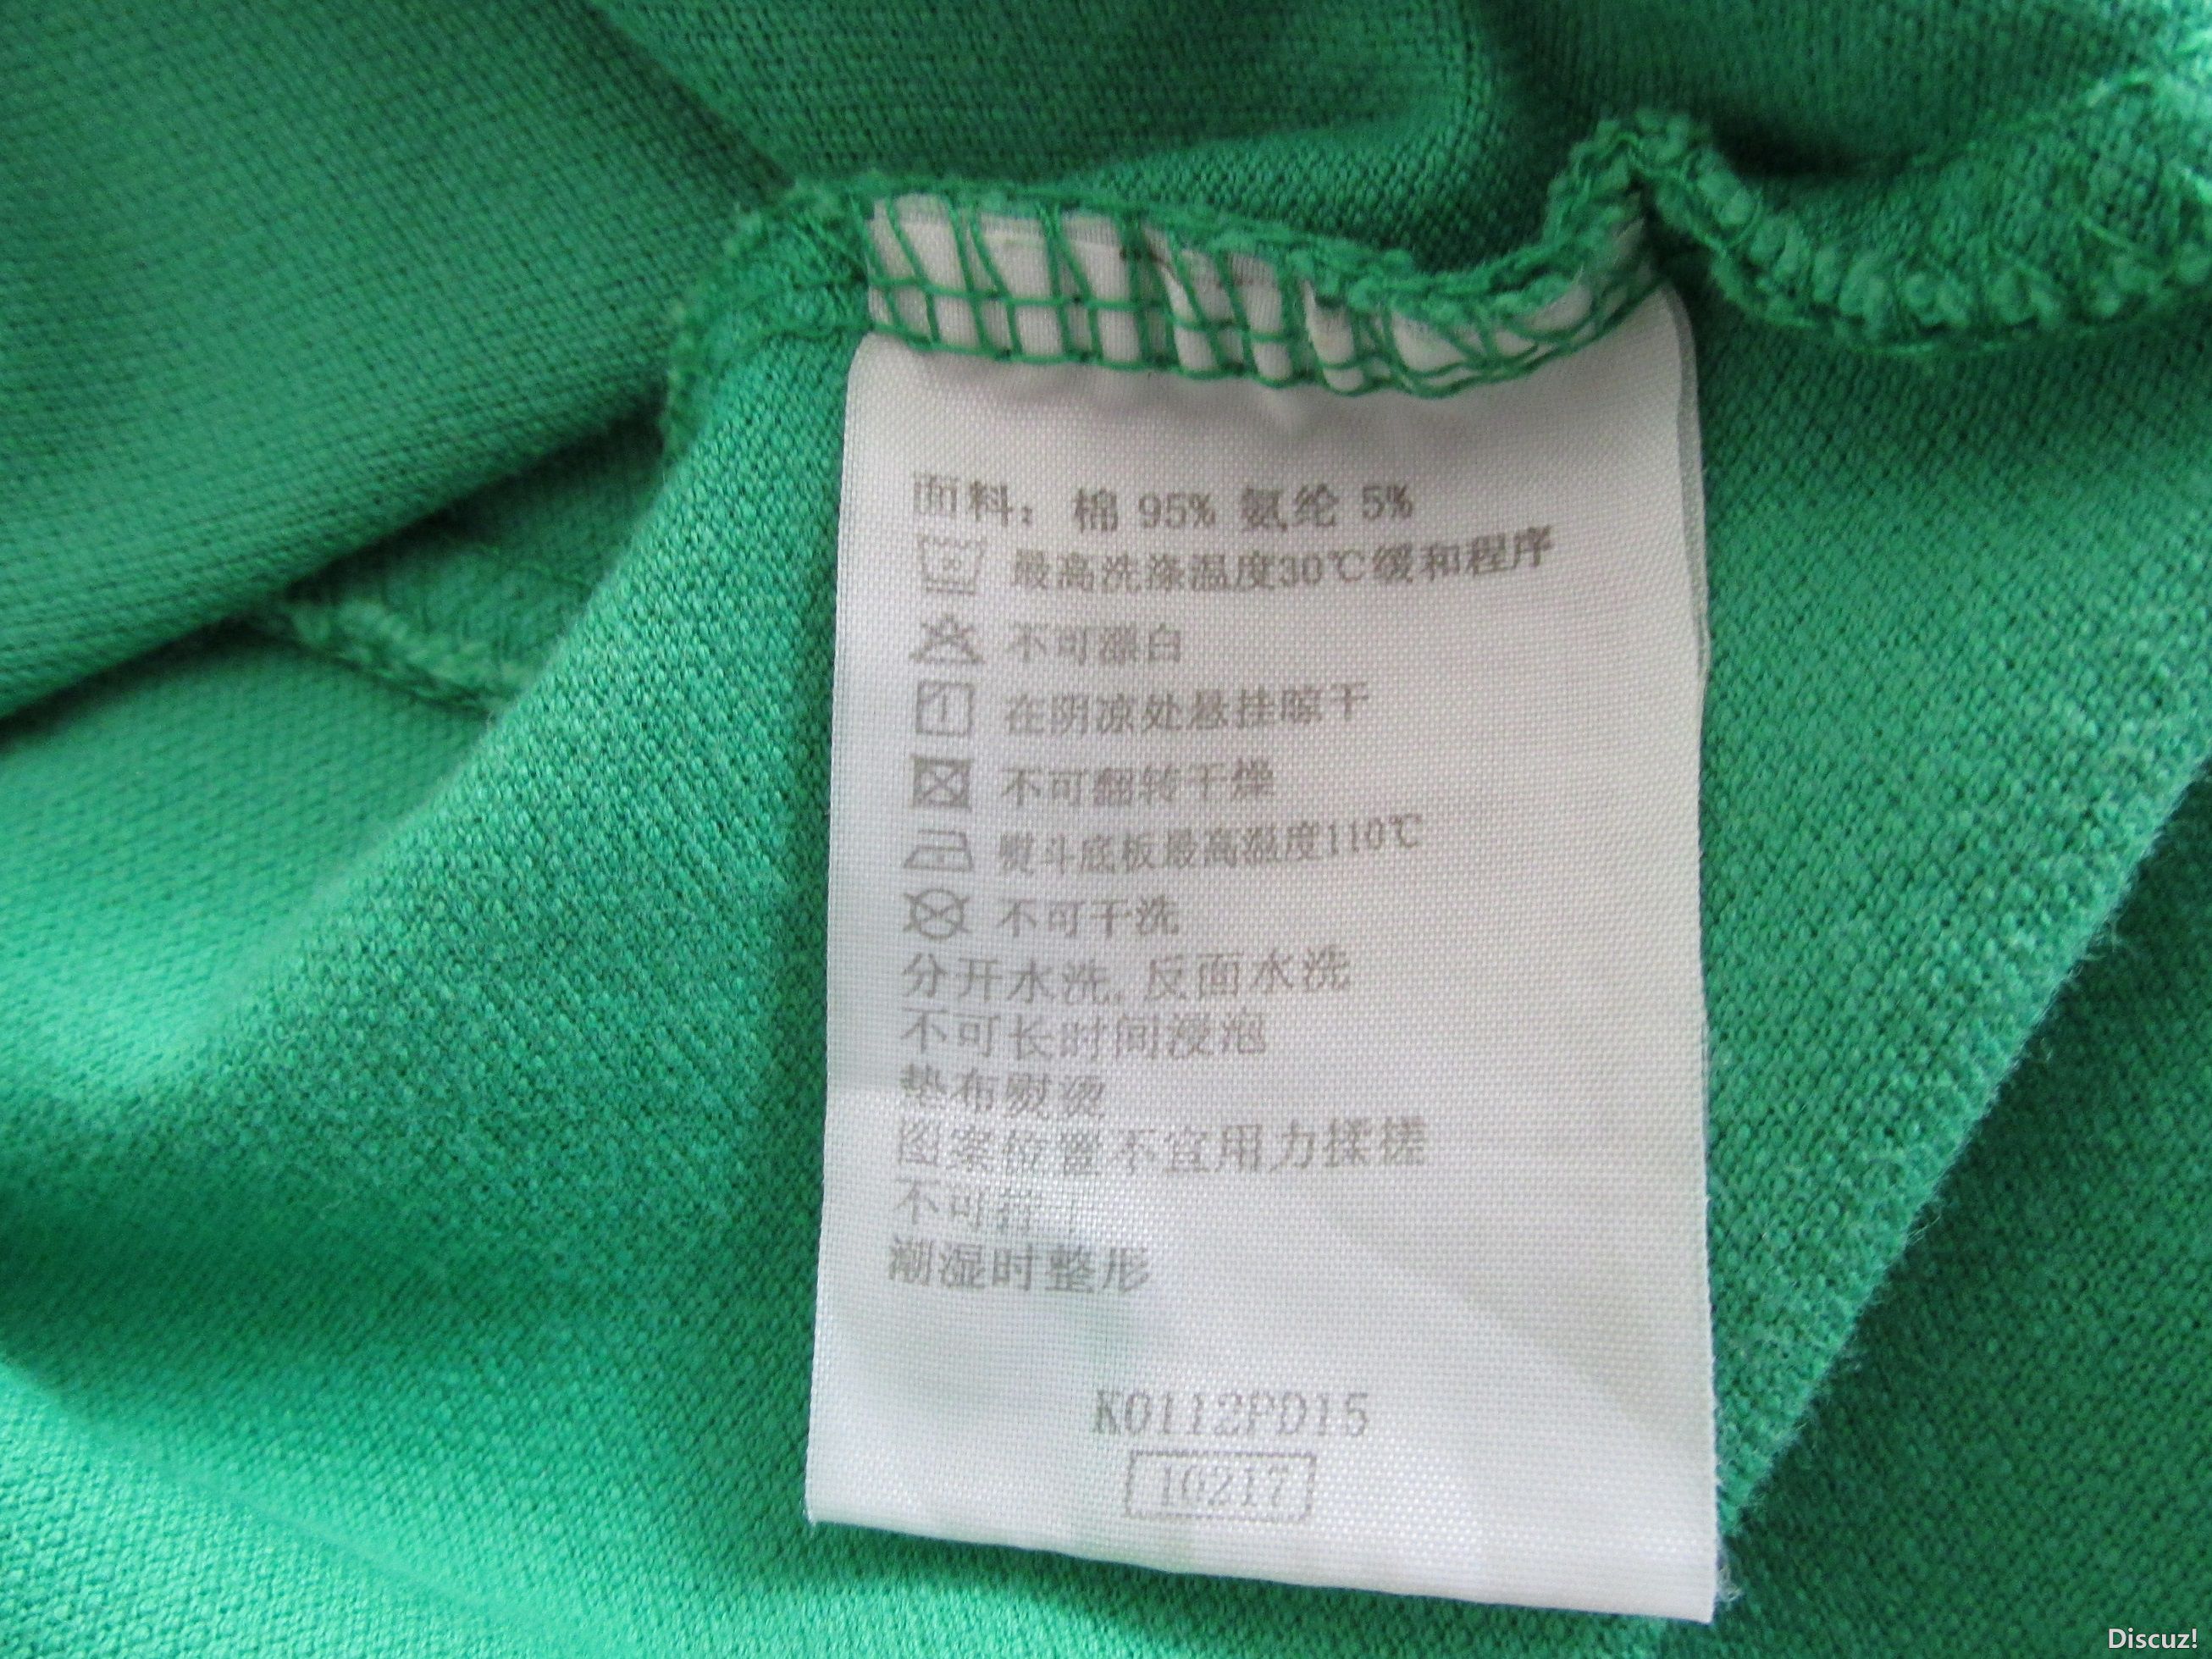 面料：棉 95% 氨纶 5%
最高洗涤温度30℃缓和程序
不可漂白
在阴凉处悬挂晾干
不可翻转干燥
熨斗底板最高温度110℃
不可干洗
分开水洗,反面水洗
不可长时间浸泡
垫布熨烫
图案位置不宜用力揉搓
不可
潮湿时整形
K0112PD15
10217
Discuz!